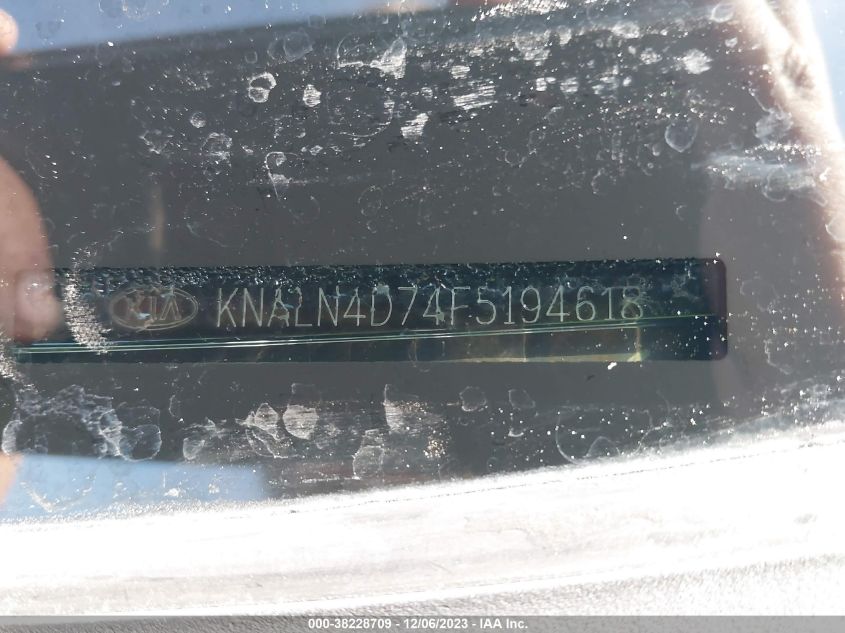 KIA KNALN4D74F5194618
000-38228709 - 12/06/2023 - IAA Inc.